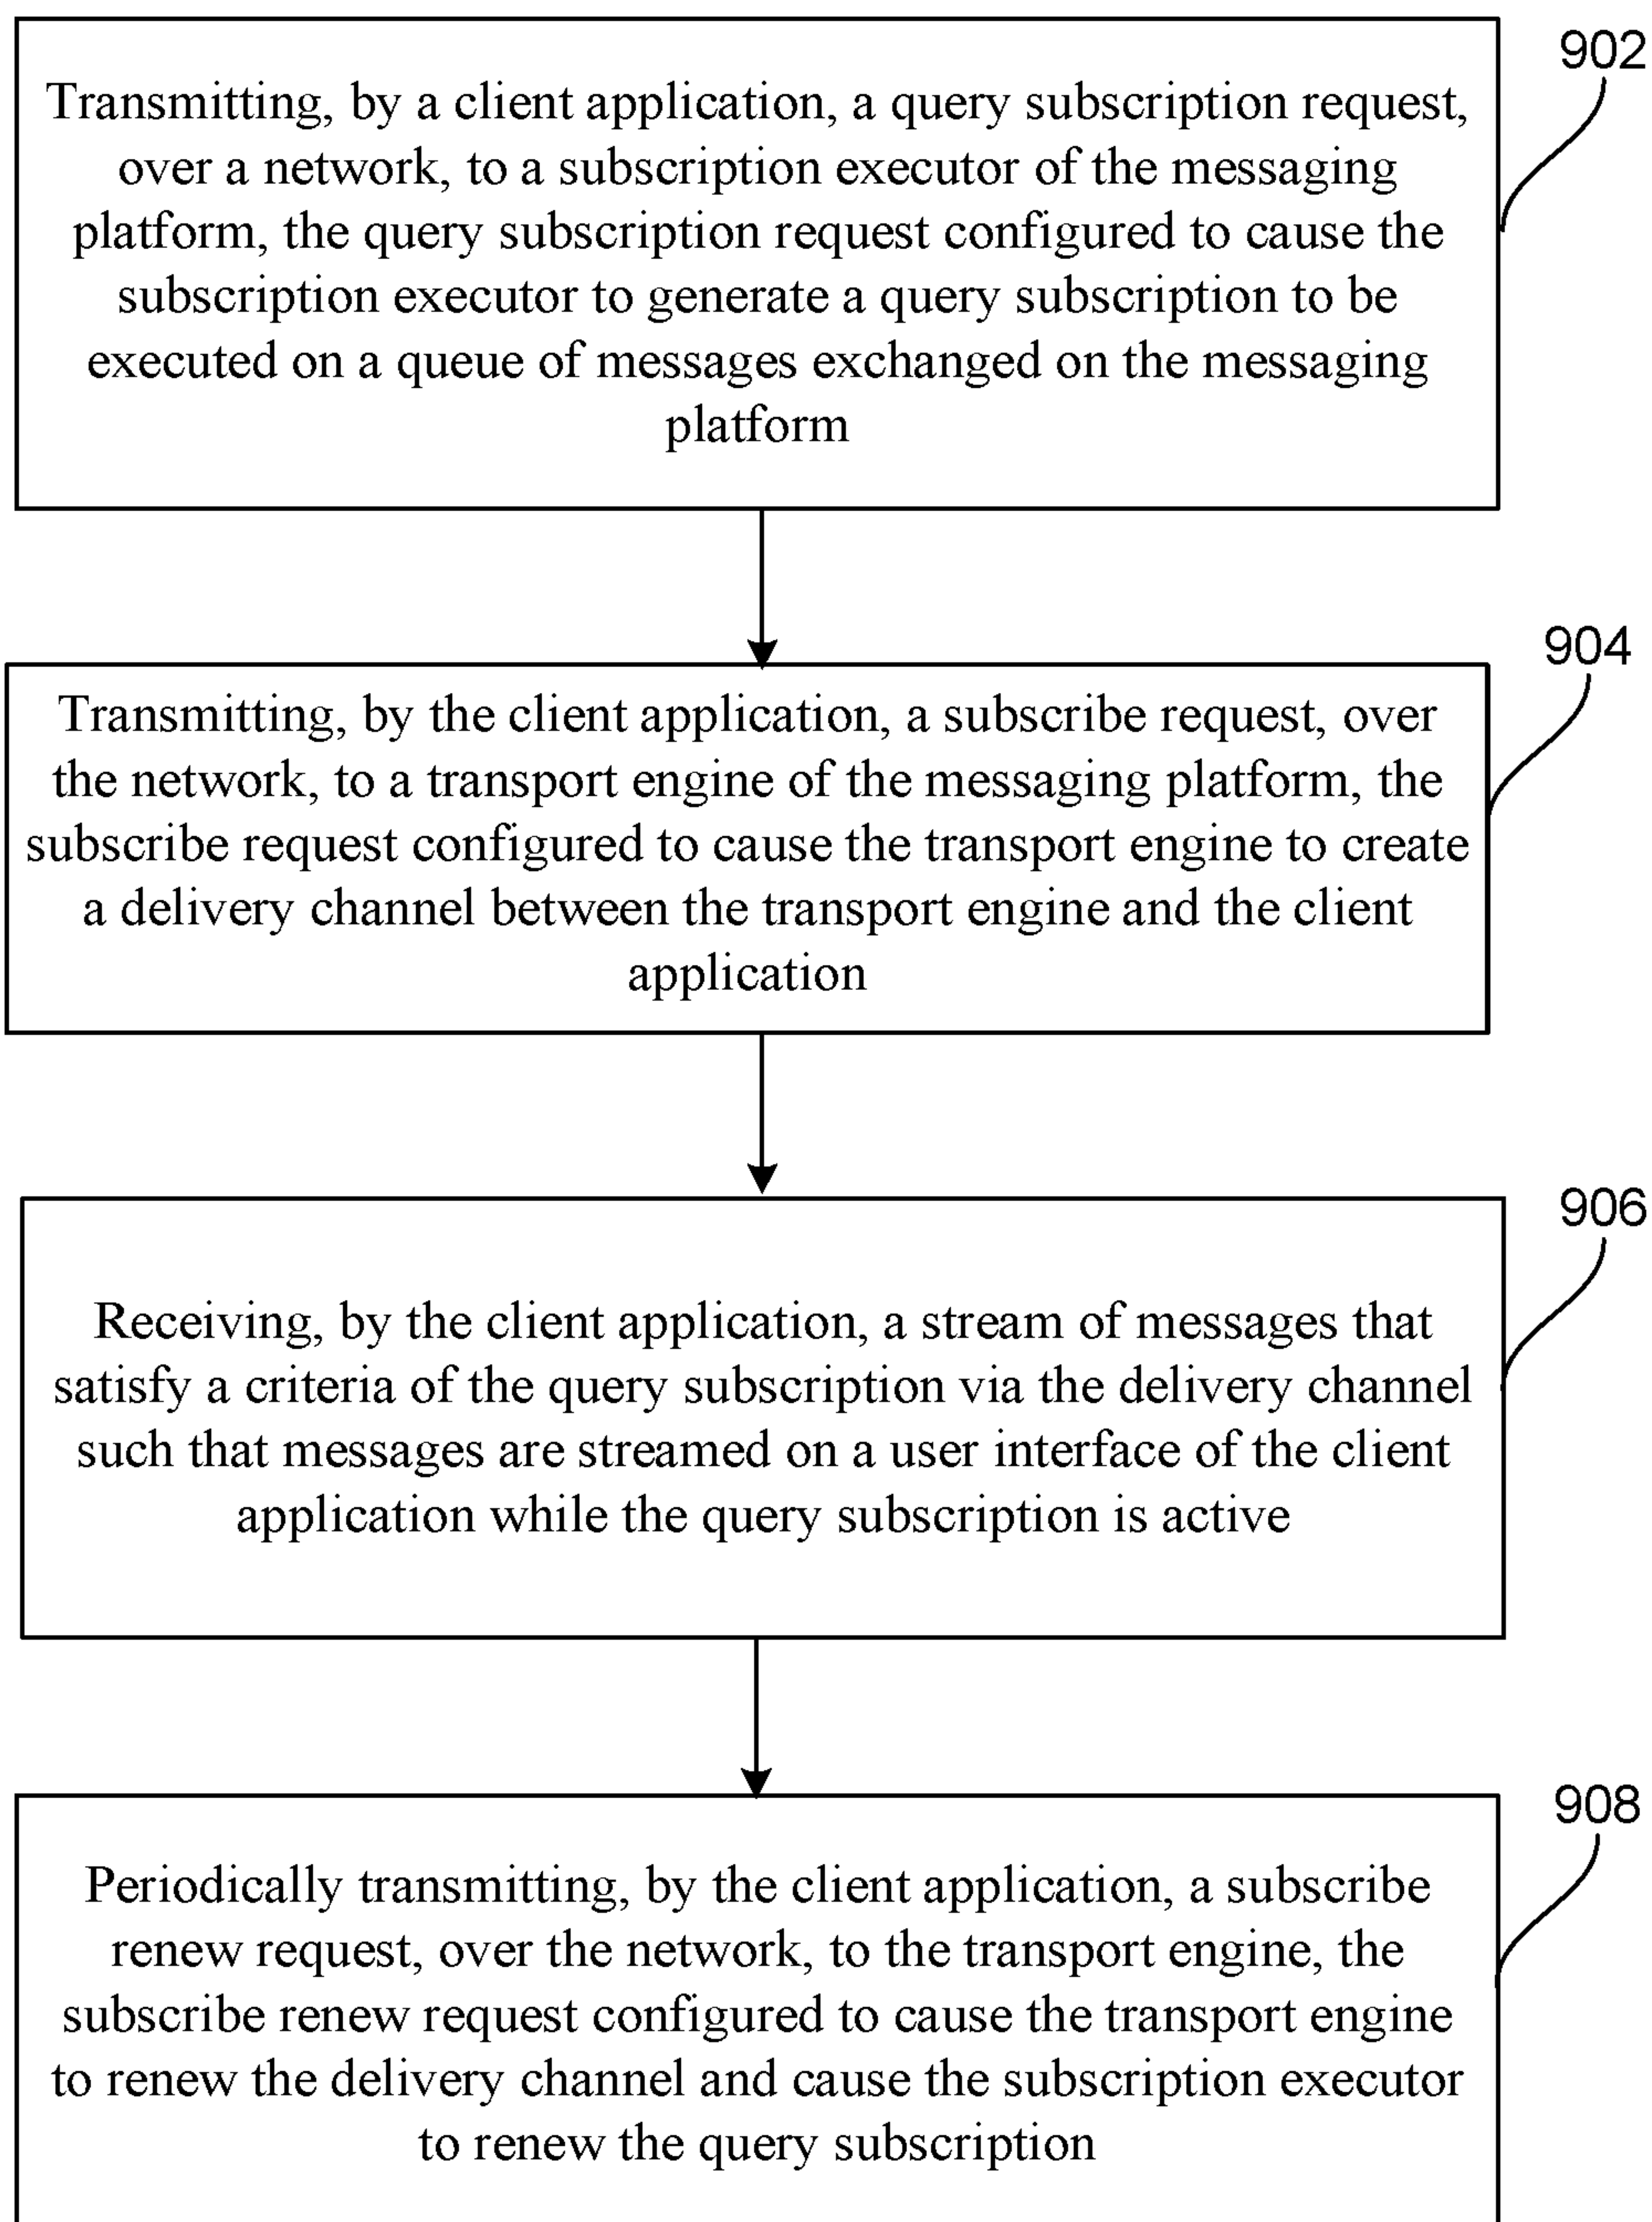 902
Transmitting, by a client application, a query subscription request,
over a network, to a subscription executor of the messaging
platform, the query subscription request configured to cause the
subscription executor to generate a query subscription to be
executed on a queue of messages exchanged on the messaging
platform
904
Transmitting, by the client application, a subscribe request, over
the network, to a transport engine of the messaging platform, the
subscribe request configured to cause the transport engine to create
a delivery channel between the transport engine and the client
application
906
Receiving, by the client application, a stream of messages that
satisfy a criteria of the query subscription via the delivery channel
such that messages are streamed on a user interface of the client
application while the query subscription is active
908
Periodically transmitting, by the client application, a subscribe
renew request, over the network, to the transport engine, the
subscribe renew request configured to cause the transport engine
to renew the delivery channel and cause the subscription executor
to renew the query subscription